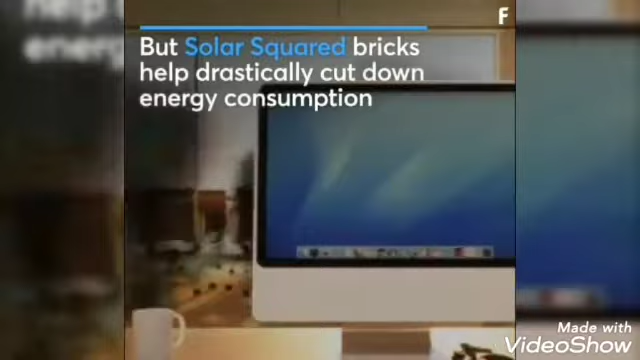 F
But Solar Squared bricks
help drastically cut down
energy consumption
Made with
VideoShow